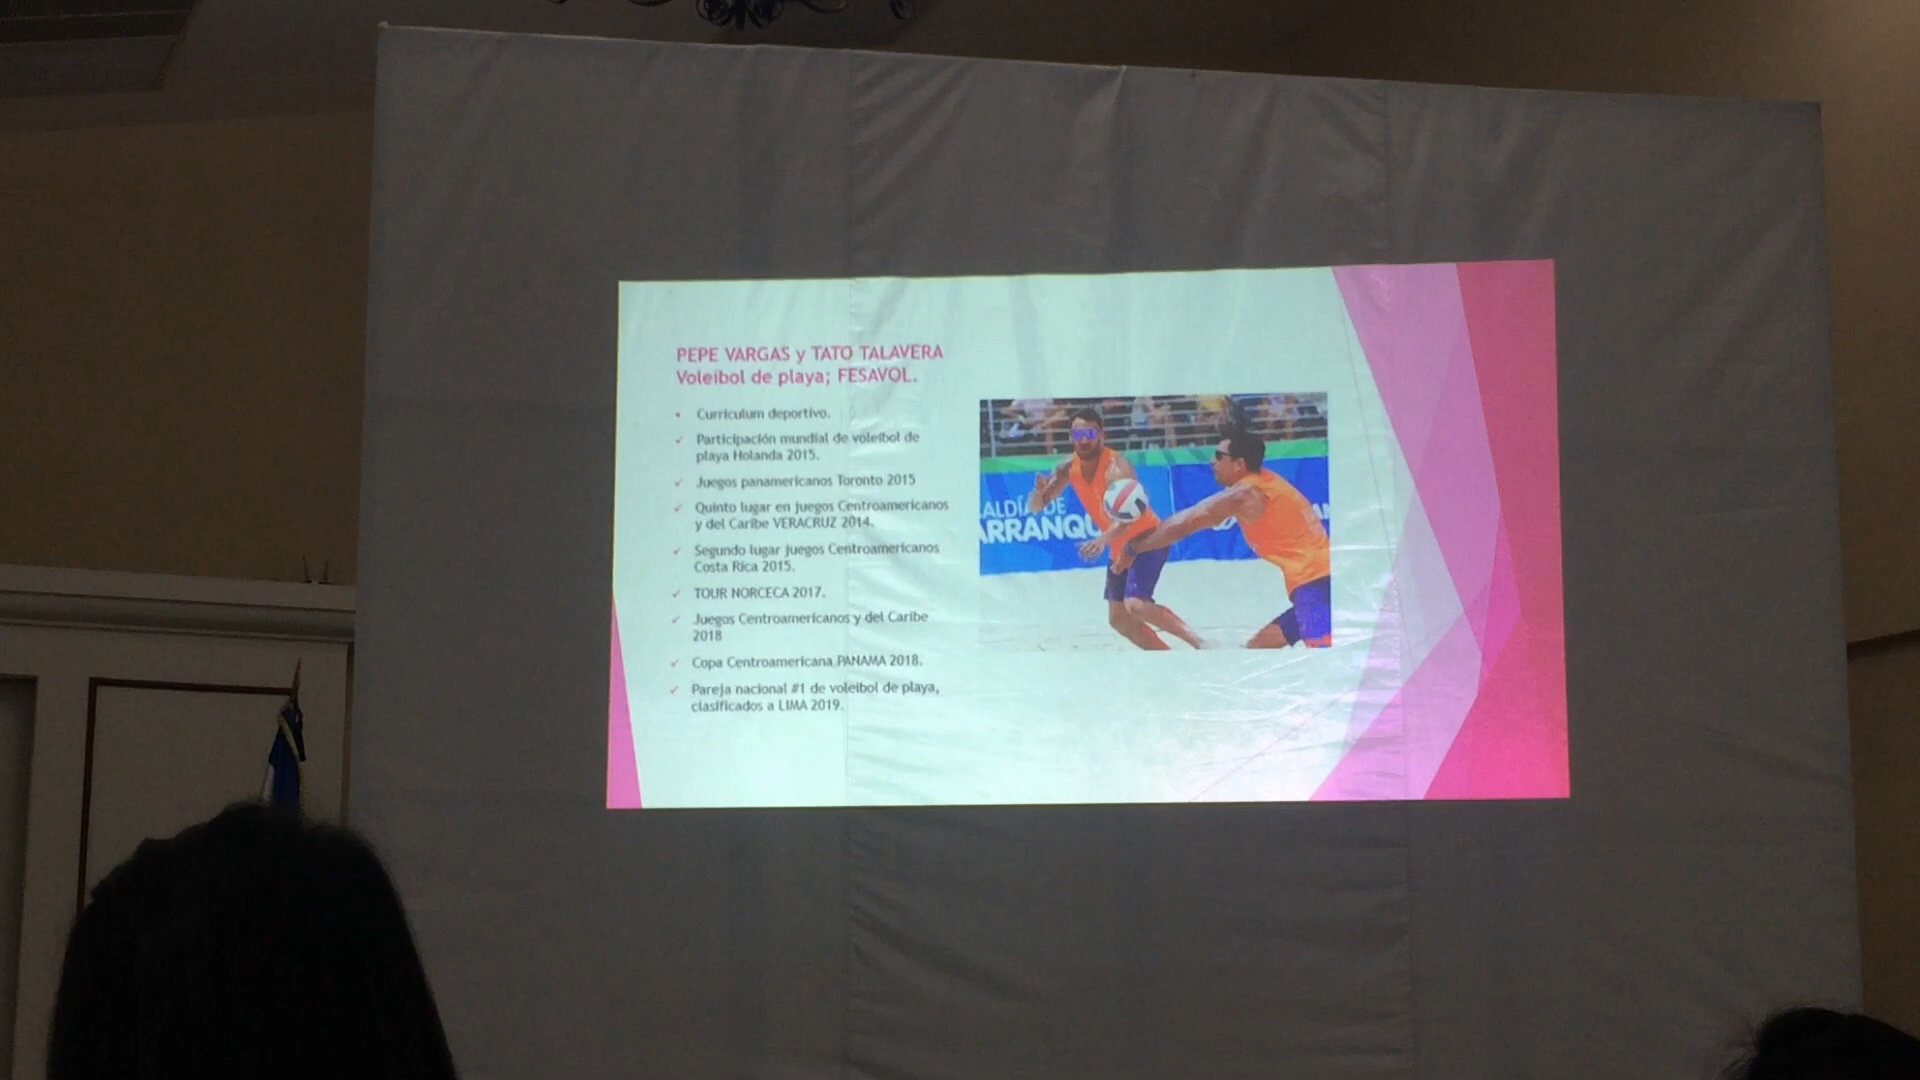 PEPE VARGAS y TATO TALAVERA
Voleibol de playa; FESAVOL.
Curriculum deportivo.
Participación mundial de voleibol de
playa Holanda 2015.
Juegos panamericanos Toronto 2015
Quinto lugar en juegos Centroamericanos
y del Caribe VERACRUZ 2014.
Segundo lugar juegos Centroamericanos
Costa Rica 2015.
TOUR NORCECA 2017.
Juegos Centroamericanos y del Caribe
2018
Copa Centroamericana PANAMA 2018.
Pareja nacional #1 de voleibol de playa,
clasificados a LIMA 2019.
ALDÍA DE
ARRANQU